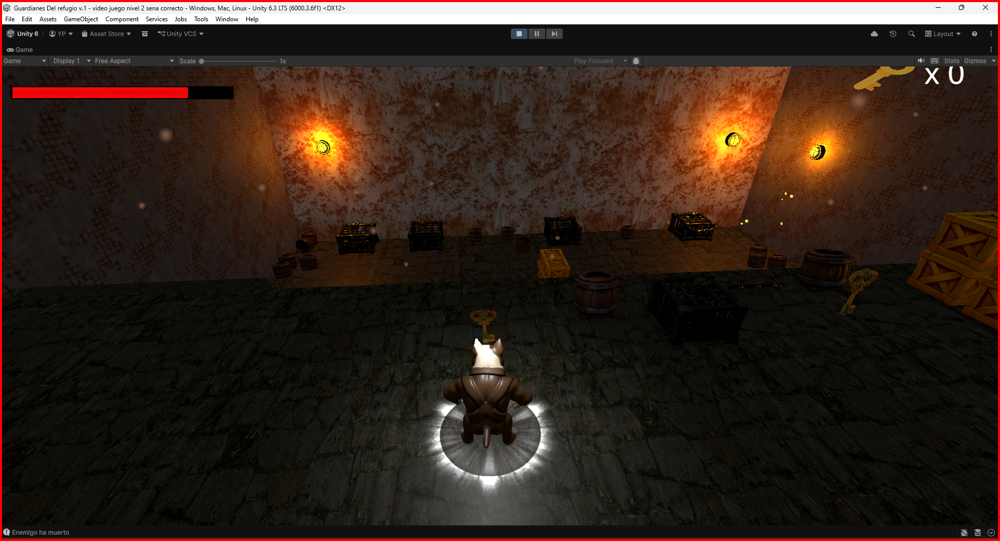 Guardianes Del refugio v.1 - video juego nivel 2 sena correcto - Windows, Mac, Linux - Unity 6.3 LTS (6000.3.6f1) <DX12>
File Edit Assets GameObject Component Services Jobs Tools Window Help
Unity 6 YP Asset Store Unity VCS Layout
Game
Game Display 1 Free Aspect Scale 1x Play Focused Stats Gizmos
x 0
Enemigo ha muerto